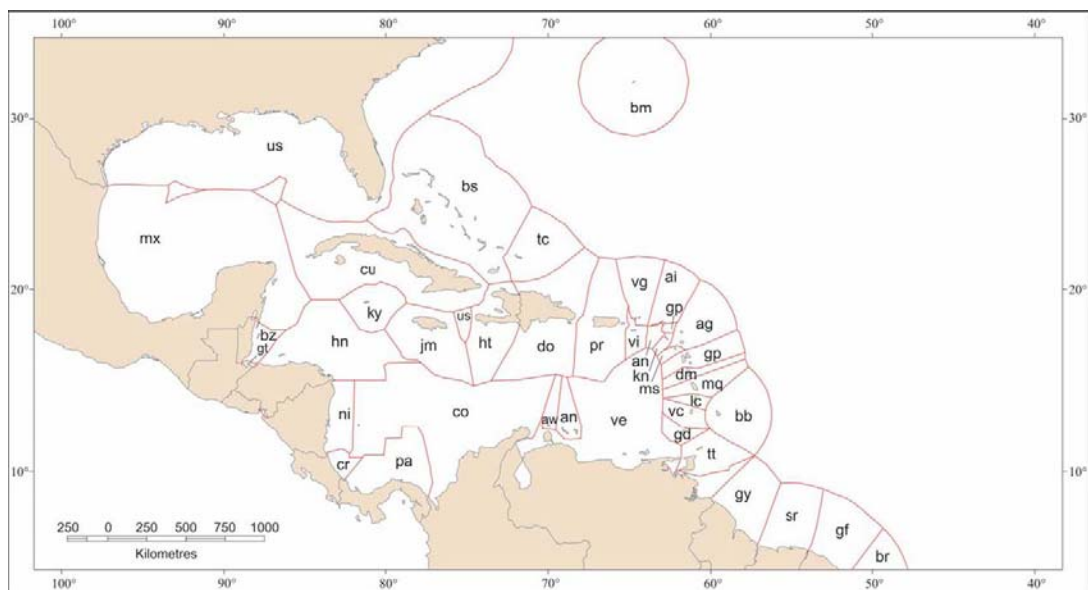 100° 90° 80° 70° 60° 50° 40°
30° 30°
bm
us
bs
mx
tc
cu
vg ai
20° 20°
gp
ky us ag
bz hn jm ht do pr vi
gt
an gp
kn dm
ms mq
lc
ni co aw an ve vc bb
gd
cr pa tt
10° 10°
gy
sr
gf
br
250 0 250 500 750 1000
Kilometres
100° 90° 80° 70° 60° 50° 40°